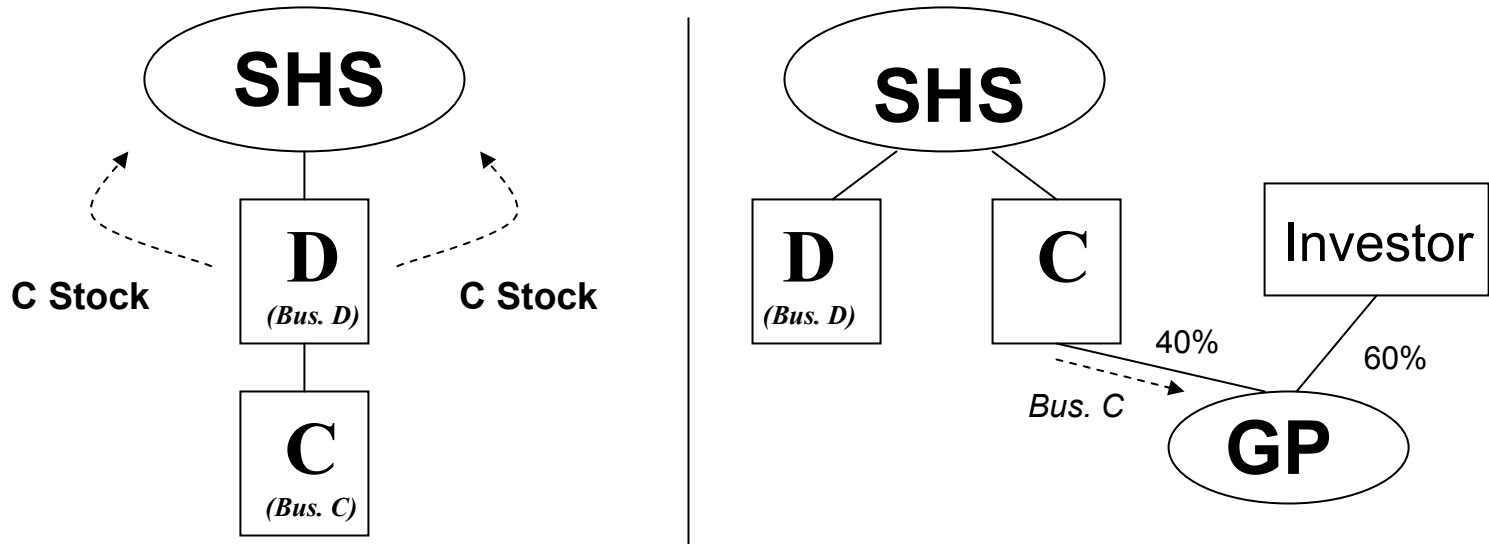 SHS
D
(Bus. D)
C Stock
C Stock
C
(Bus. C)
SHS
D
(Bus. D)
C
Investor
40%
60%
Bus. C
GP